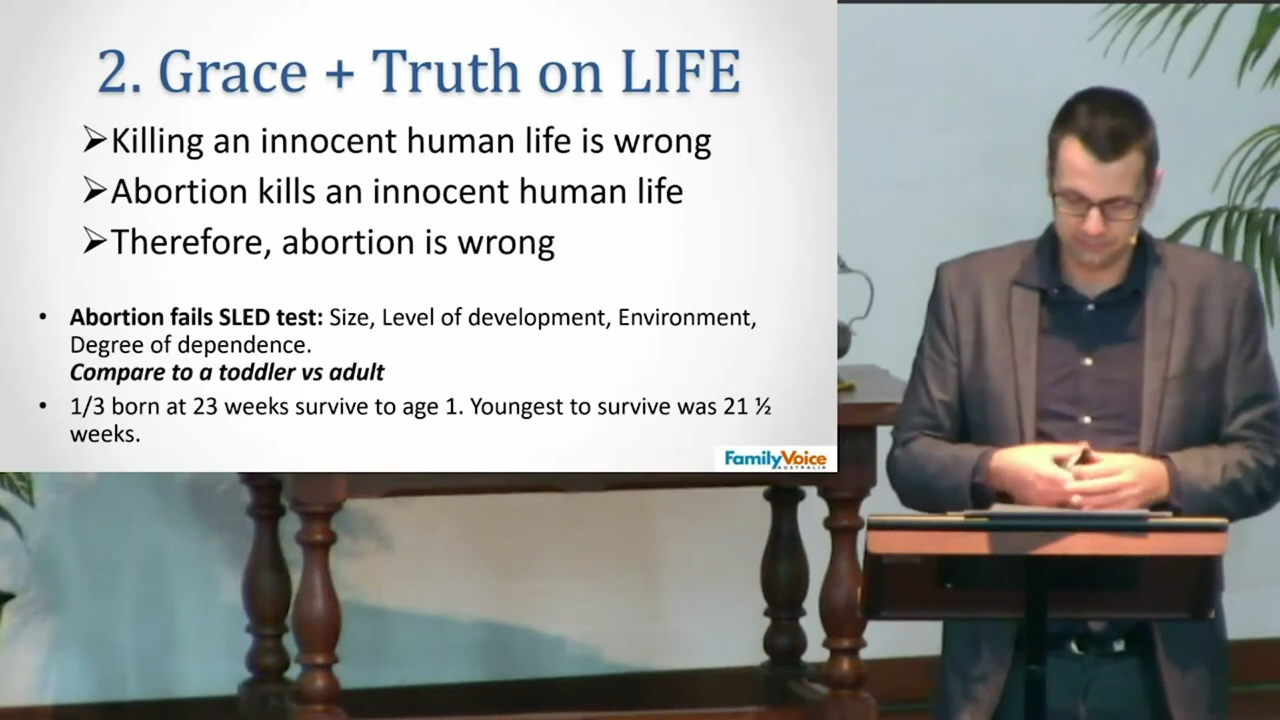 2. Grace + Truth on LIFE
➢Killing an innocent human life is wrong
➢Abortion kills an innocent human life
➢Therefore, abortion is wrong
• Abortion fails SLED test: Size, Level of development, Environment,
Degree of dependence.
Compare to a toddler vs adult
• 1/3 born at 23 weeks survive to age 1. Youngest to survive was 21 ½
weeks.
FamilyVoice
AUSTRALIA